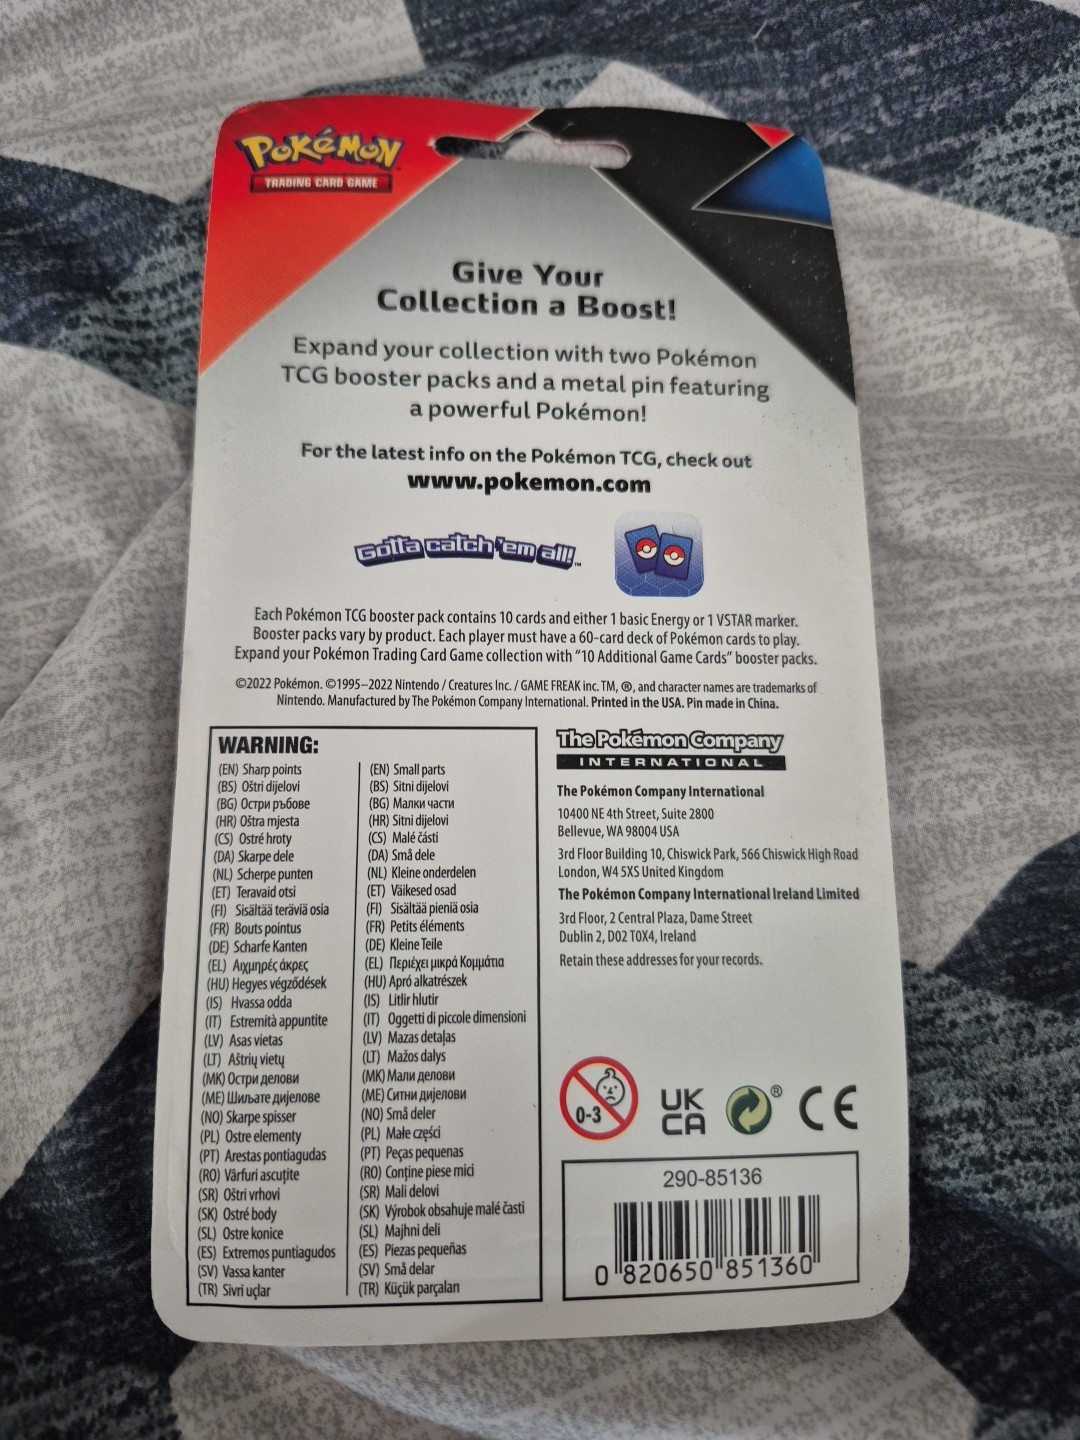 POKéMON
TRADING CARD GAME
Give Your
Collection a Boost!
Expand your collection with two Pokémon
TCG booster packs and a metal pin featuring
a powerful Pokémon!
For the latest info on the Pokémon TCG, check out
www.pokemon.com
Gotta catch 'em all!™
Each Pokémon TCG booster pack contains 10 cards and either 1 basic Energy or 1 VSTAR marker.
Booster packs vary by product. Each player must have a 60-card deck of Pokémon cards to play.
Expand your Pokémon Trading Card Game collection with “10 Additional Game Cards” booster packs.
©2022 Pokémon. ©1995–2022 Nintendo / Creatures Inc. / GAME FREAK inc. TM, ®, and character names are trademarks of
Nintendo. Manufactured by The Pokémon Company International. Printed in the USA. Pin made in China.
WARNING:
(EN) Sharp points
(BS) Oštri dijelovi
(BG) Остри ръбове
(HR) Oštra mjesta
(CS) Ostré hroty
(DA) Skarpe dele
(NL) Scherpe punten
(ET) Teravaid otsi
(FI) Sisältää teräviä osia
(FR) Bouts pointus
(DE) Scharfe Kanten
(EL) Αιχμηρές άκρες
(HU) Hegyes végződések
(IS) Hvassa odda
(IT) Estremità appuntite
(LV) Asas vietas
(LT) Aštrių vietų
(MK) Остри делови
(ME) Шиљате дијелове
(NO) Skarpe spisser
(PL) Ostre elementy
(PT) Arestas pontiagudas
(RO) Vârfuri ascuțite
(SR) Oštri vrhovi
(SK) Ostré body
(SL) Ostre konice
(ES) Extremos puntiagudos
(SV) Vassa kanter
(TR) Sivri uçlar
(EN) Small parts
(BS) Sitni dijelovi
(BG) Малки части
(HR) Sitni dijelovi
(CS) Malé části
(DA) Små dele
(NL) Kleine onderdelen
(ET) Väikesed osad
(FI) Sisältää pieniä osia
(FR) Petits éléments
(DE) Kleine Teile
(EL) Περιέχει μικρά Κομμάτια
(HU) Apró alkatrészek
(IS) Litlir hlutir
(IT) Oggetti di piccole dimensioni
(LV) Mazas detaļas
(LT) Mažos dalys
(MK) Мали делови
(ME) Ситни дијелови
(NO) Små deler
(PL) Małe części
(PT) Peças pequenas
(RO) Conține piese mici
(SR) Mali delovi
(SK) Výrobok obsahuje malé časti
(SL) Majhni deli
(ES) Piezas pequeñas
(SV) Små delar
(TR) Küçük parçaları
The Pokémon Company
INTERNATIONAL
The Pokémon Company International
10400 NE 4th Street, Suite 2800
Bellevue, WA 98004 USA
3rd Floor Building 10, Chiswick Park, 566 Chiswick High Road
London, W4 5XS United Kingdom
The Pokémon Company International Ireland Limited
3rd Floor, 2 Central Plaza, Dame Street
Dublin 2, D02 T0X4, Ireland
Retain these addresses for your records.
0-3
UK
CA
®
CE
290-85136
0 820650 851360